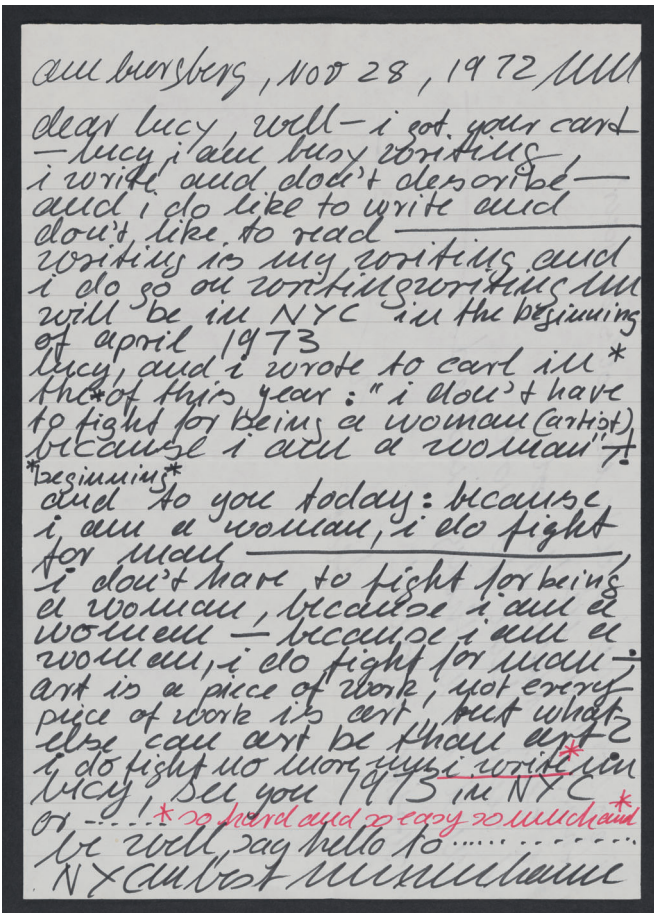 am burgberg, NOV 28, 1972
dear lucy, well – i got your cart
– lucy i am busy writing,
i write and don't describe —
and i do like to write and
don't like to read —
writing is my writing and
i do go on writingwriting
will be in NYC in the beginning
of april 1973
lucy, and i wrote to carl in *
the * of this year: "i don't have
to fight for being a woman (artist)
because i am a woman"
*beginning*
and to you today: because
i am a woman, i do fight
for man —,
i don't have to fight for being
a woman, because i am a
woman – because i am a
woman, i do fight for man –
art is a piece of work, not every
piece of work is art, but what
else can art be than art?
i do fight no more i write*
lucy, see you 1973 in NYC
or ...... *so hard and so easy so much and*
be well, say hello to ............
NYC best